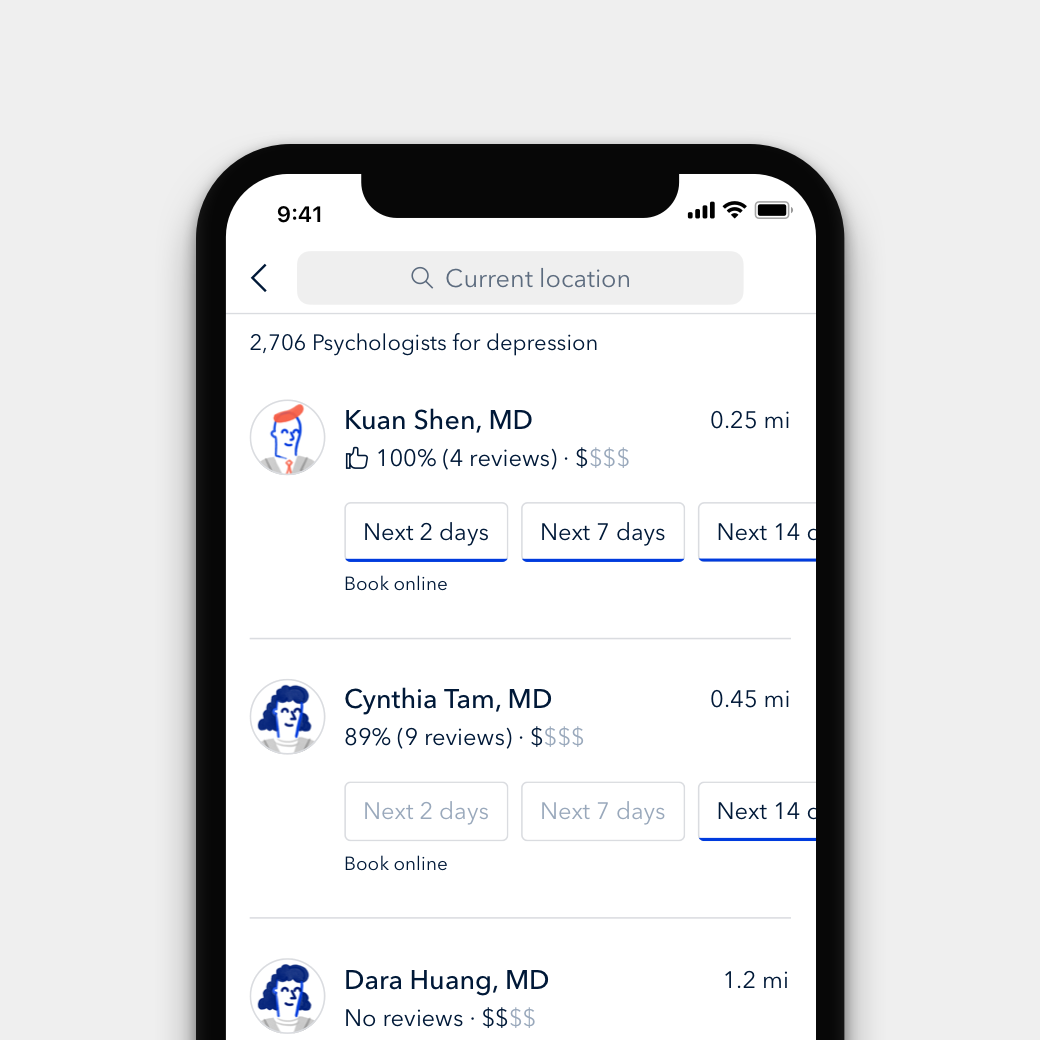 9:41
Current location
2,706 Psychologists for depression
Kuan Shen, MD 0.25 mi
100% (4 reviews) · $$$$
Next 2 days Next 7 days Next 14
Book online
Cynthia Tam, MD 0.45 mi
89% (9 reviews) · $$$$
Next 2 days Next 7 days Next 14
Book online
Dara Huang, MD 1.2 mi
No reviews · $$$$